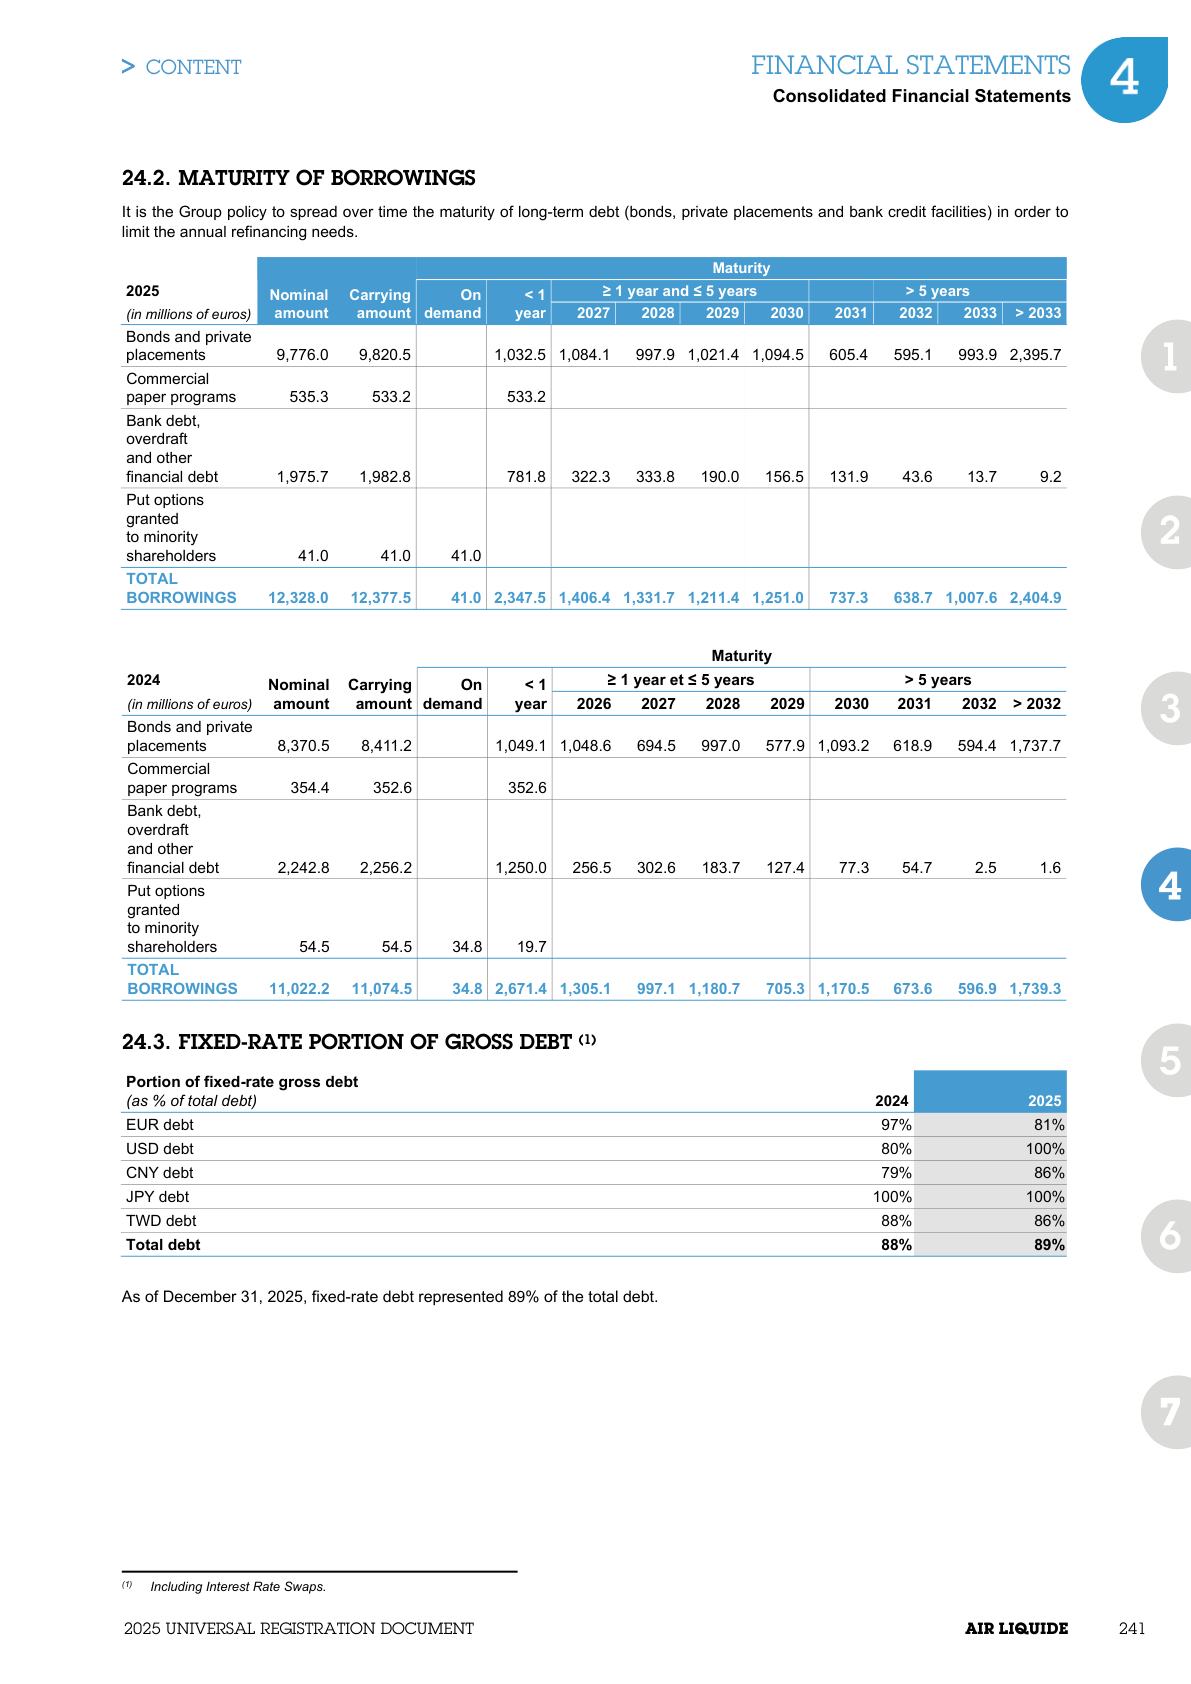 > CONTENT
FINANCIAL STATEMENTS
Consolidated Financial Statements
4
24.2. MATURITY OF BORROWINGS
It is the Group policy to spread over time the maturity of long-term debt (bonds, private placements and bank credit facilities) in order to
limit the annual refinancing needs.
Maturity
2025 ≥ 1 year and ≤ 5 years > 5 years
(in millions of euros) Nominal amount Carrying amount On demand < 1 year 2027 2028 2029 2030 2031 2032 2033 > 2033
Bonds and private
placements 9,776.0 9,820.5 1,032.5 1,084.1 997.9 1,021.4 1,094.5 605.4 595.1 993.9 2,395.7
Commercial
paper programs 535.3 533.2 533.2
Bank debt,
overdraft
and other
financial debt 1,975.7 1,982.8 781.8 322.3 333.8 190.0 156.5 131.9 43.6 13.7 9.2
Put options
granted
to minority
shareholders 41.0 41.0 41.0
TOTAL
BORROWINGS 12,328.0 12,377.5 41.0 2,347.5 1,406.4 1,331.7 1,211.4 1,251.0 737.3 638.7 1,007.6 2,404.9
Maturity
2024 ≥ 1 year et ≤ 5 years > 5 years
(in millions of euros) Nominal amount Carrying amount On demand < 1 year 2026 2027 2028 2029 2030 2031 2032 > 2032
Bonds and private
placements 8,370.5 8,411.2 1,049.1 1,048.6 694.5 997.0 577.9 1,093.2 618.9 594.4 1,737.7
Commercial
paper programs 354.4 352.6 352.6
Bank debt,
overdraft
and other
financial debt 2,242.8 2,256.2 1,250.0 256.5 302.6 183.7 127.4 77.3 54.7 2.5 1.6
Put options
granted
to minority
shareholders 54.5 54.5 34.8 19.7
TOTAL
BORROWINGS 11,022.2 11,074.5 34.8 2,671.4 1,305.1 997.1 1,180.7 705.3 1,170.5 673.6 596.9 1,739.3
24.3. FIXED-RATE PORTION OF GROSS DEBT (1)
Portion of fixed-rate gross debt
(as % of total debt) 2024 2025
EUR debt 97% 81%
USD debt 80% 100%
CNY debt 79% 86%
JPY debt 100% 100%
TWD debt 88% 86%
Total debt 88% 89%
As of December 31, 2025, fixed-rate debt represented 89% of the total debt.
1
2
3
4
5
6
7
(1) Including Interest Rate Swaps.
2025 UNIVERSAL REGISTRATION DOCUMENT
AIR LIQUIDE 241